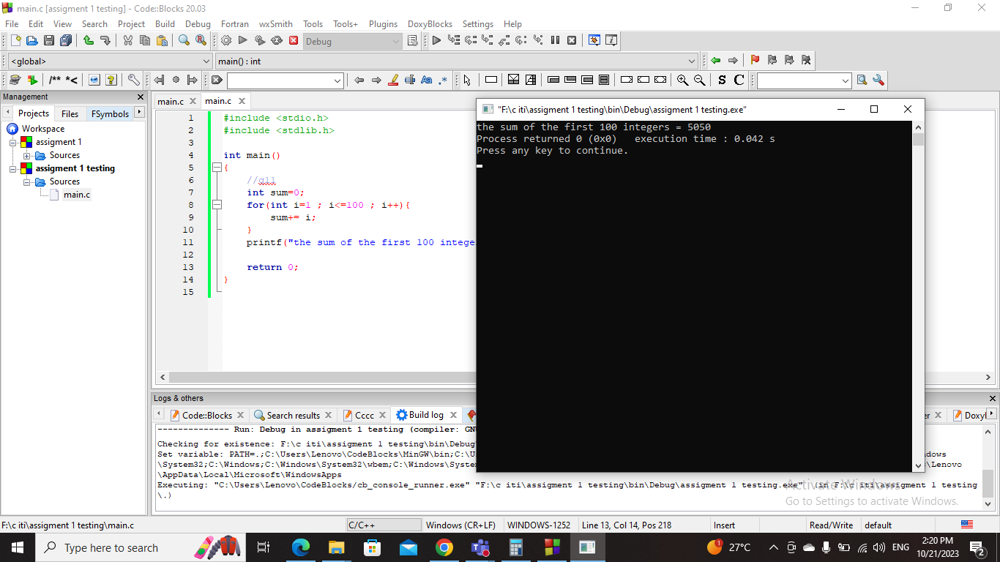 main.c [assigment 1 testing] - Code::Blocks 20.03
File Edit View Search Project Build Debug Fortran wxSmith Tools Tools+ Plugins DoxyBlocks Settings Help
Debug
<global> main() : int
/** *< Aa .* S C
Management
Projects Files FSymbols
Workspace
assigment 1
Sources
assigment 1 testing
Sources
main.c
main.c main.c
1 #include <stdio.h>
2 #include <stdlib.h>
3
4 int main()
5 {
6 //q11
7 int sum=0;
8 for(int i=1 ; i<=100 ; i++){
9 sum+= i;
10 }
11 printf("the sum of the first 100 intege
12
13 return 0;
14 }
15
"F:\c iti\assigment 1 testing\bin\Debug\assigment 1 testing.exe"
the sum of the first 100 integers = 5050
Process returned 0 (0x0)   execution time : 0.042 s
Press any key to continue.
Logs & others
Code::Blocks Search results Cccc Build log er Doxyl
-------------- Run: Debug in assigment 1 testing (compiler: GNU
Checking for existence: F:\c iti\assigment 1 testing\bin\Debug
Set variable: PATH=.;C:\Users\Lenovo\CodeBlocks\MinGW\bin;C:\U dows
\System32;C:\Windows;C:\Windows\System32\wbem;C:\Windows\Syste \Lenovo
\AppData\Local\Microsoft\WindowsApps
Executing: "C:\Users\Lenovo\CodeBlocks/cb_console_runner.exe" "F:\c iti\assigment 1 testing\bin\Debug\assigment 1 testing.exe" (in F:\c iti\assigment 1 testing
\.)
Activate Windows
Go to Settings to activate Windows.
F:\c iti\assigment 1 testing\main.c C/C++ Windows (CR+LF) WINDOWS-1252 Line 13, Col 14, Pos 218 Insert Read/Write default
Type here to search 1 27°C ENG 2:20 PM
10/21/2023 2